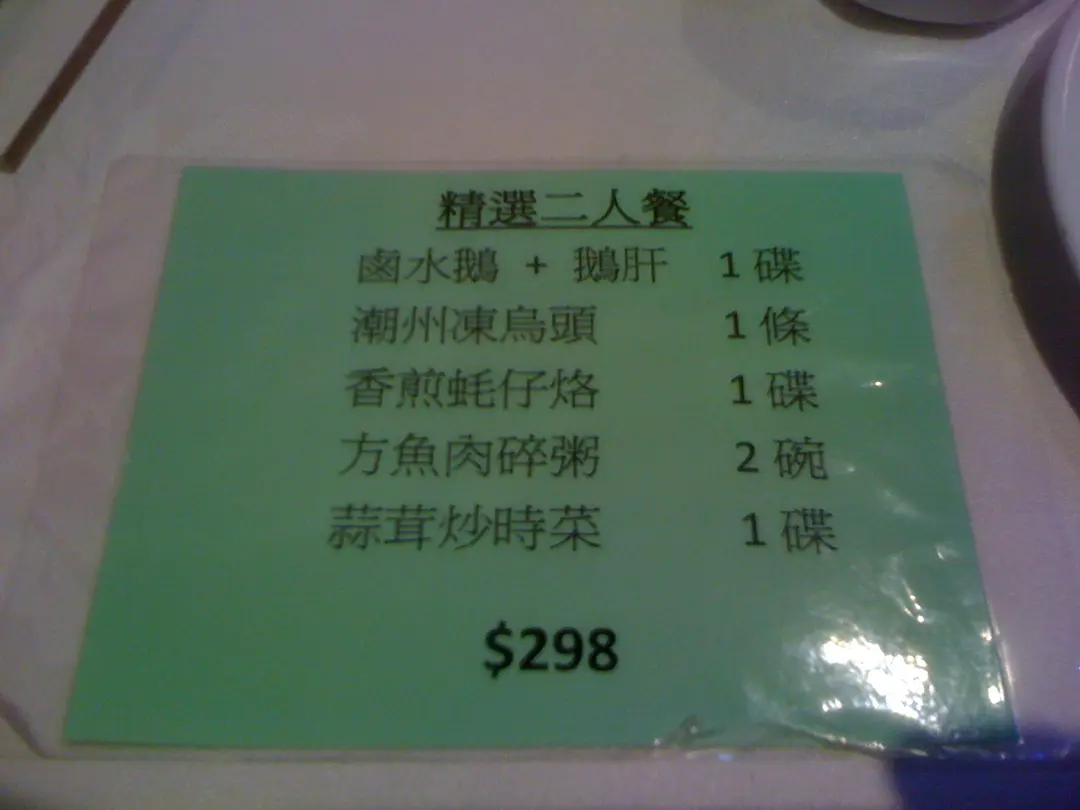 精選二人餐
鹵水鵝 + 鵝肝 1 碟
潮州凍烏頭 1 條
香煎蚝仔烙 1 碟
方魚肉碎粥 2 碗
蒜茸炒時菜 1 碟
$298